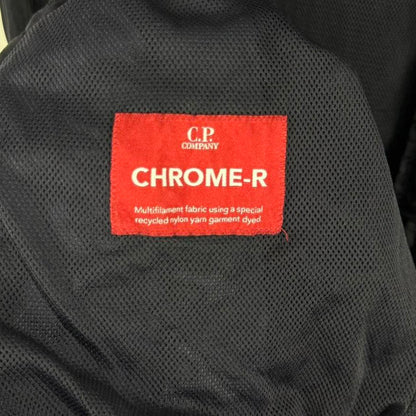 C.P.
COMPANY
CHROME-R
Multifilament fabric using a special
recycled nylon yarn garment dyed.